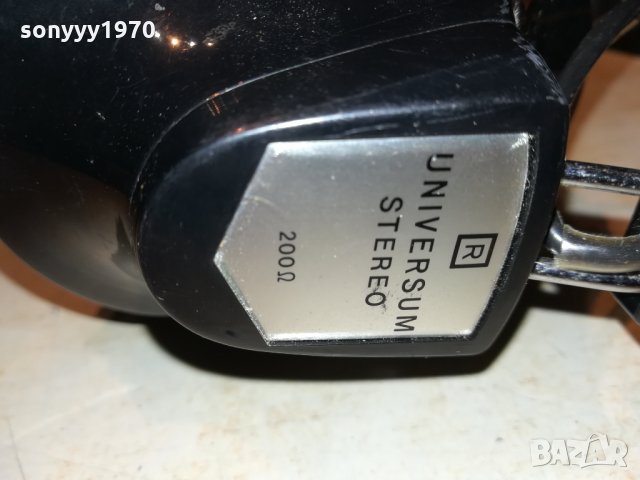 sonyyy1970.
R
UNIVERSUM
STEREO
200Ω
BAZAR